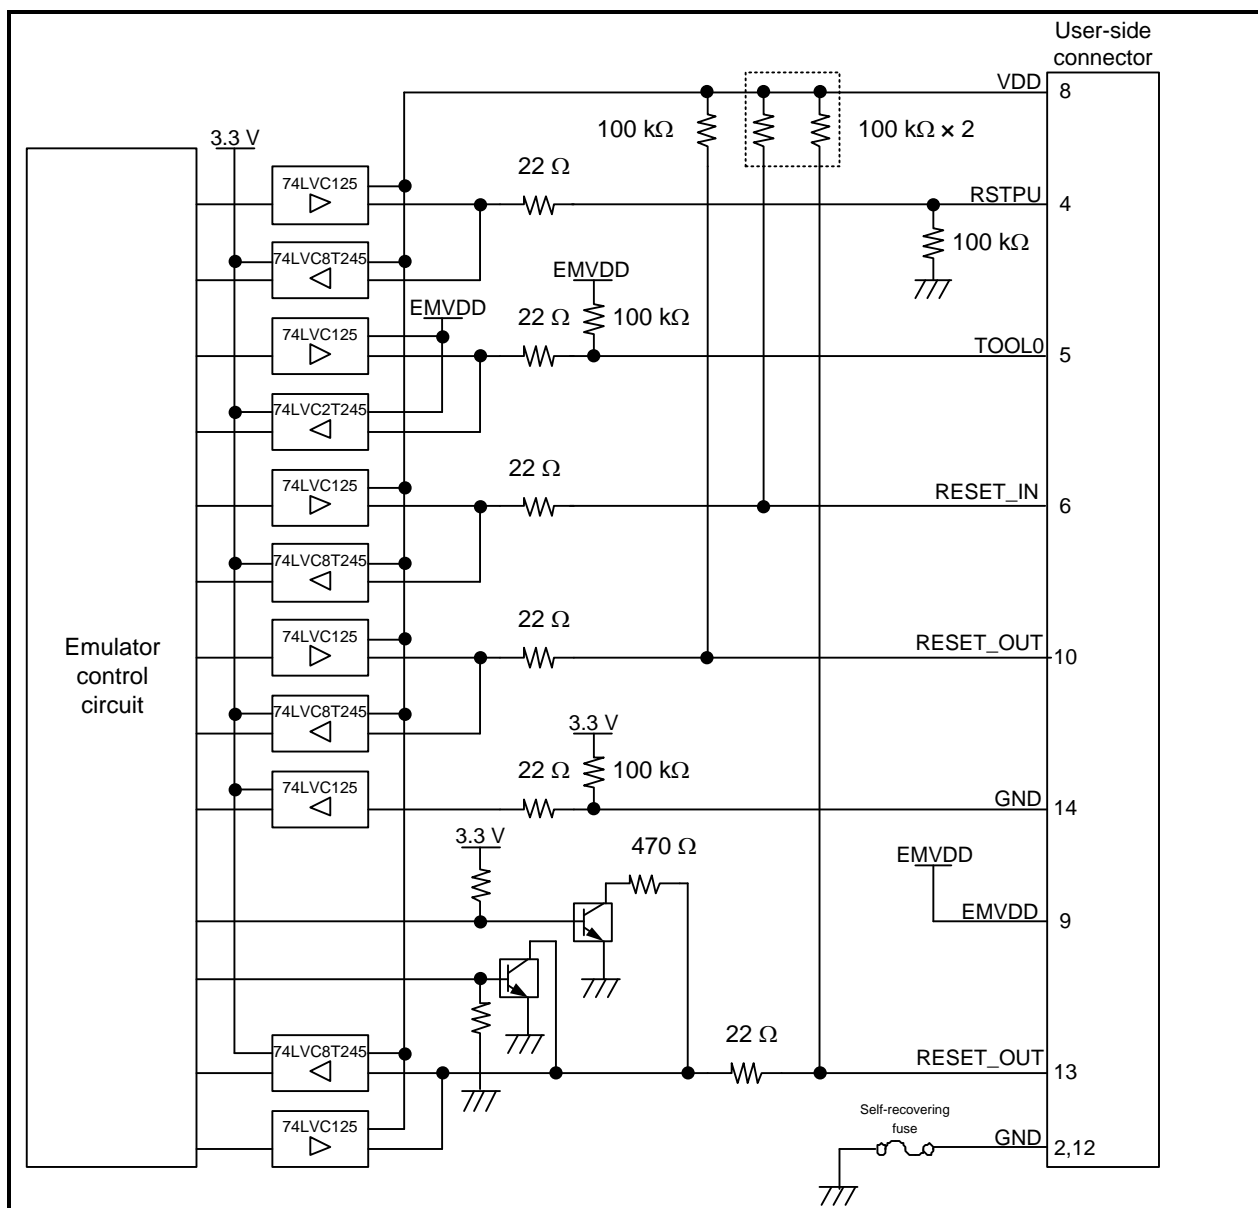 User-side
connector
VDD
8
100 kΩ
100 kΩ × 2
3.3 V
74LVC125
22 Ω
RSTPU
4
100 kΩ
74LVC8T245
EMVDD
EMVDD
74LVC125
22 Ω
100 kΩ
TOOL0
5
74LVC2T245
74LVC125
22 Ω
RESET_IN
6
74LVC8T245
Emulator
control
circuit
74LVC125
22 Ω
RESET_OUT
10
74LVC8T245
3.3 V
74LVC125
22 Ω
100 kΩ
GND
14
3.3 V
470 Ω
EMVDD
EMVDD
9
74LVC8T245
22 Ω
RESET_OUT
13
74LVC125
Self-recovering
fuse
GND
2,12